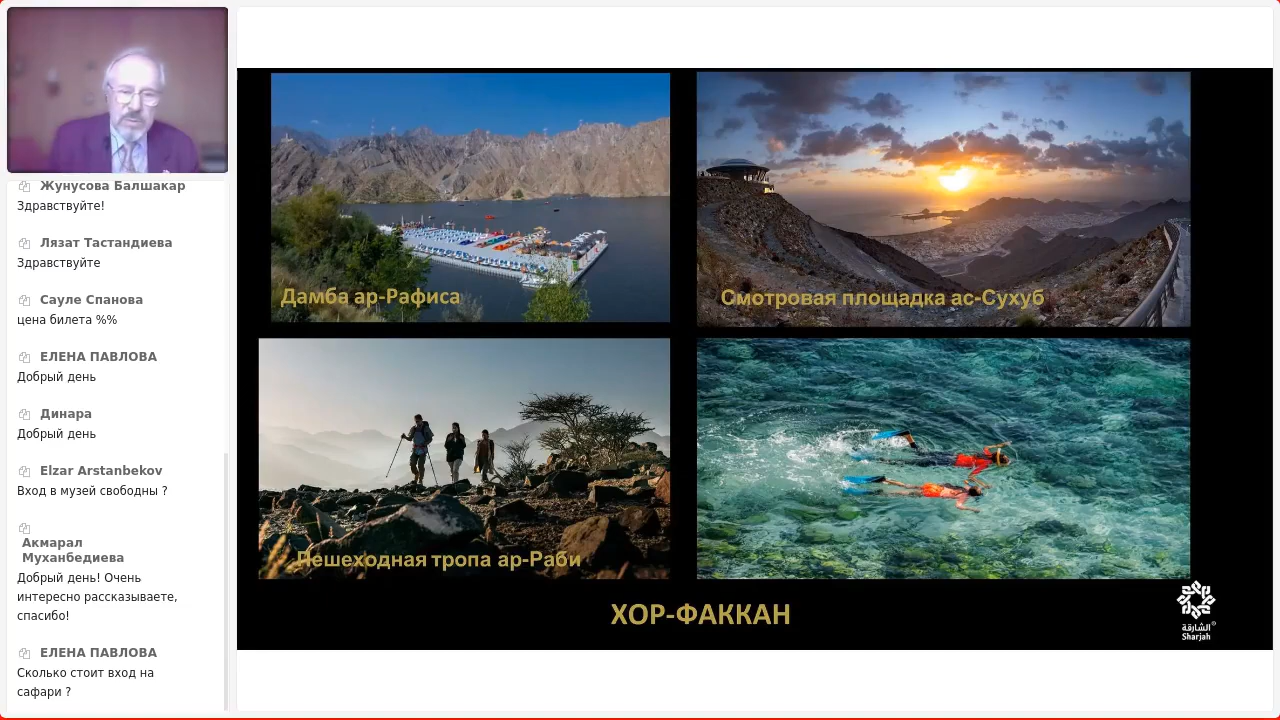 Жунусова Балшакар
Здравствуйте!
Лязат Тастандиева
Здравствуйте
Сауле Спанова
цена билета %%
ЕЛЕНА ПАВЛОВА
Добрый день
Динара
Добрый день
Elzar Arstanbekov
Вход в музей свободны ?
Акмарал
Муханбедиева
Добрый день! Очень
интересно рассказываете,
спасибо!
ЕЛЕНА ПАВЛОВА
Сколько стоит вход на
сафари ?
Дамба ар-Рафиса
Смотровая площадка ас-Сухуб
Пешеходная тропа ар-Раби
ХОР-ФАККАН
الشارقة
Sharjah